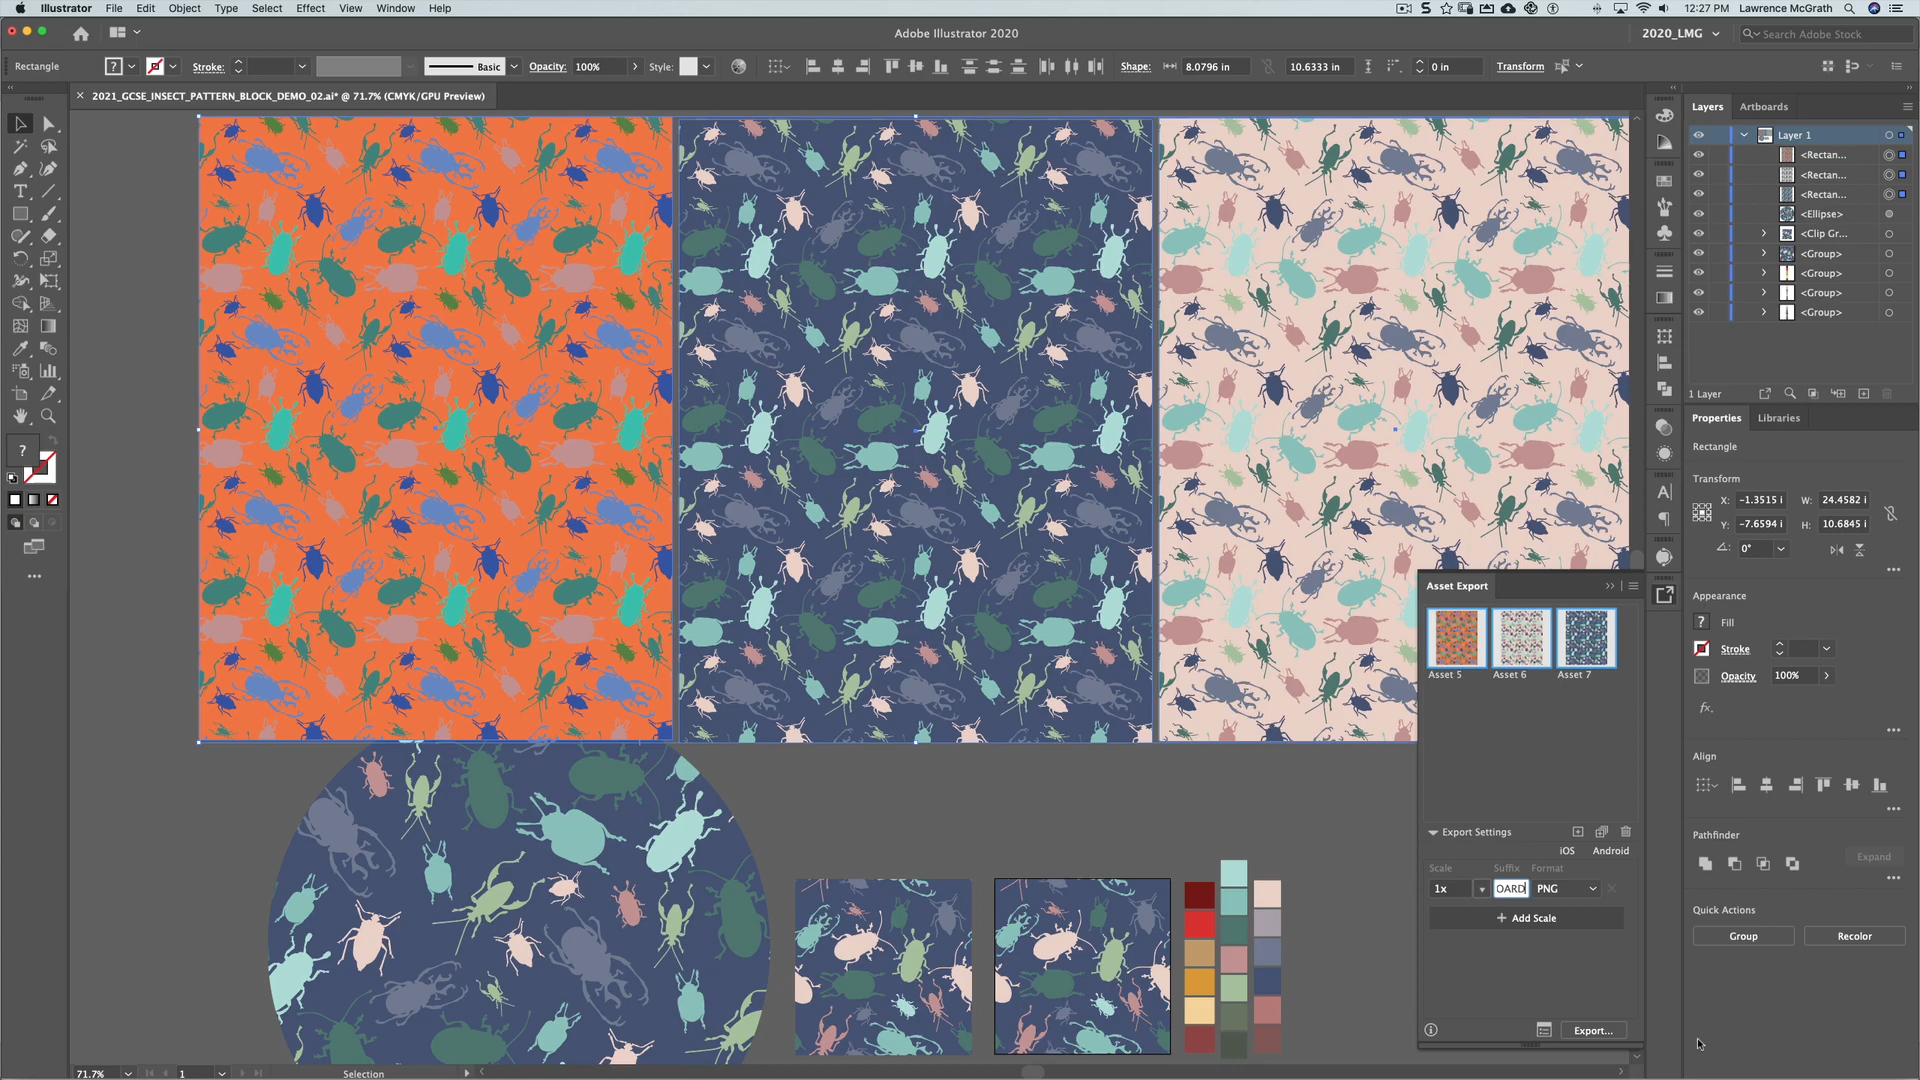 Illustrator File Edit Object Type Select Effect View Window Help
12:27 PM Lawrence McGrath
Adobe Illustrator 2020
2020_LMG
Search Adobe Stock
Rectangle
?
Stroke:
Basic
Opacity: 100%
Style:
Shape: 8.0796 in 10.6333 in 0 in
Transform
2021_GCSE_INSECT_PATTERN_BLOCK_DEMO_02.ai* @ 71.7% (CMYK/GPU Preview)
Layers Artboards
Layer 1
<Rectan...
<Rectan...
<Rectan...
<Ellipse>
<Clip Gr...
<Group>
<Group>
<Group>
<Group>
1 Layer
Properties Libraries
Rectangle
Transform
X: -1.3515 i W: 24.4582 i
Y: -7.6594 i H: 10.6845 i
0°
Appearance
? Fill
Stroke
Opacity 100%
fx.
Align
Pathfinder
Expand
Quick Actions
Group Recolor
Asset Export
Asset 5 Asset 6 Asset 7
Export Settings
iOS Android
Scale Suffix Format
1x OARD PNG
+ Add Scale
Export...
?
71.7% 1 Selection